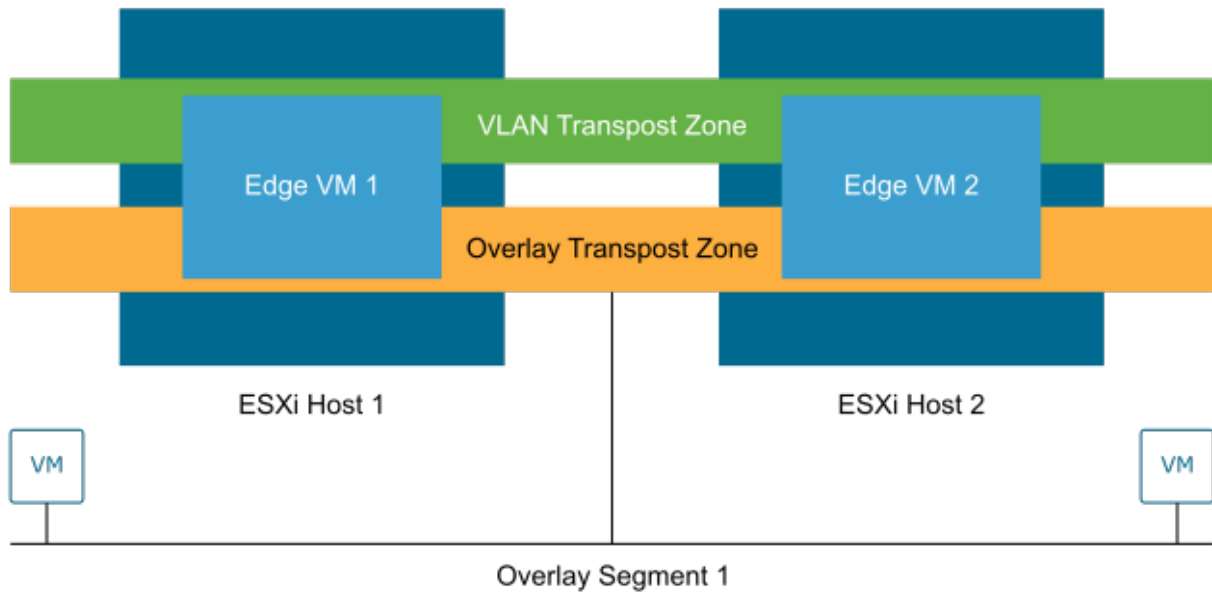 VLAN Transpost Zone
Edge VM 1
Edge VM 2
Overlay Transpost Zone
ESXi Host 1
ESXi Host 2
VM
VM
Overlay Segment 1